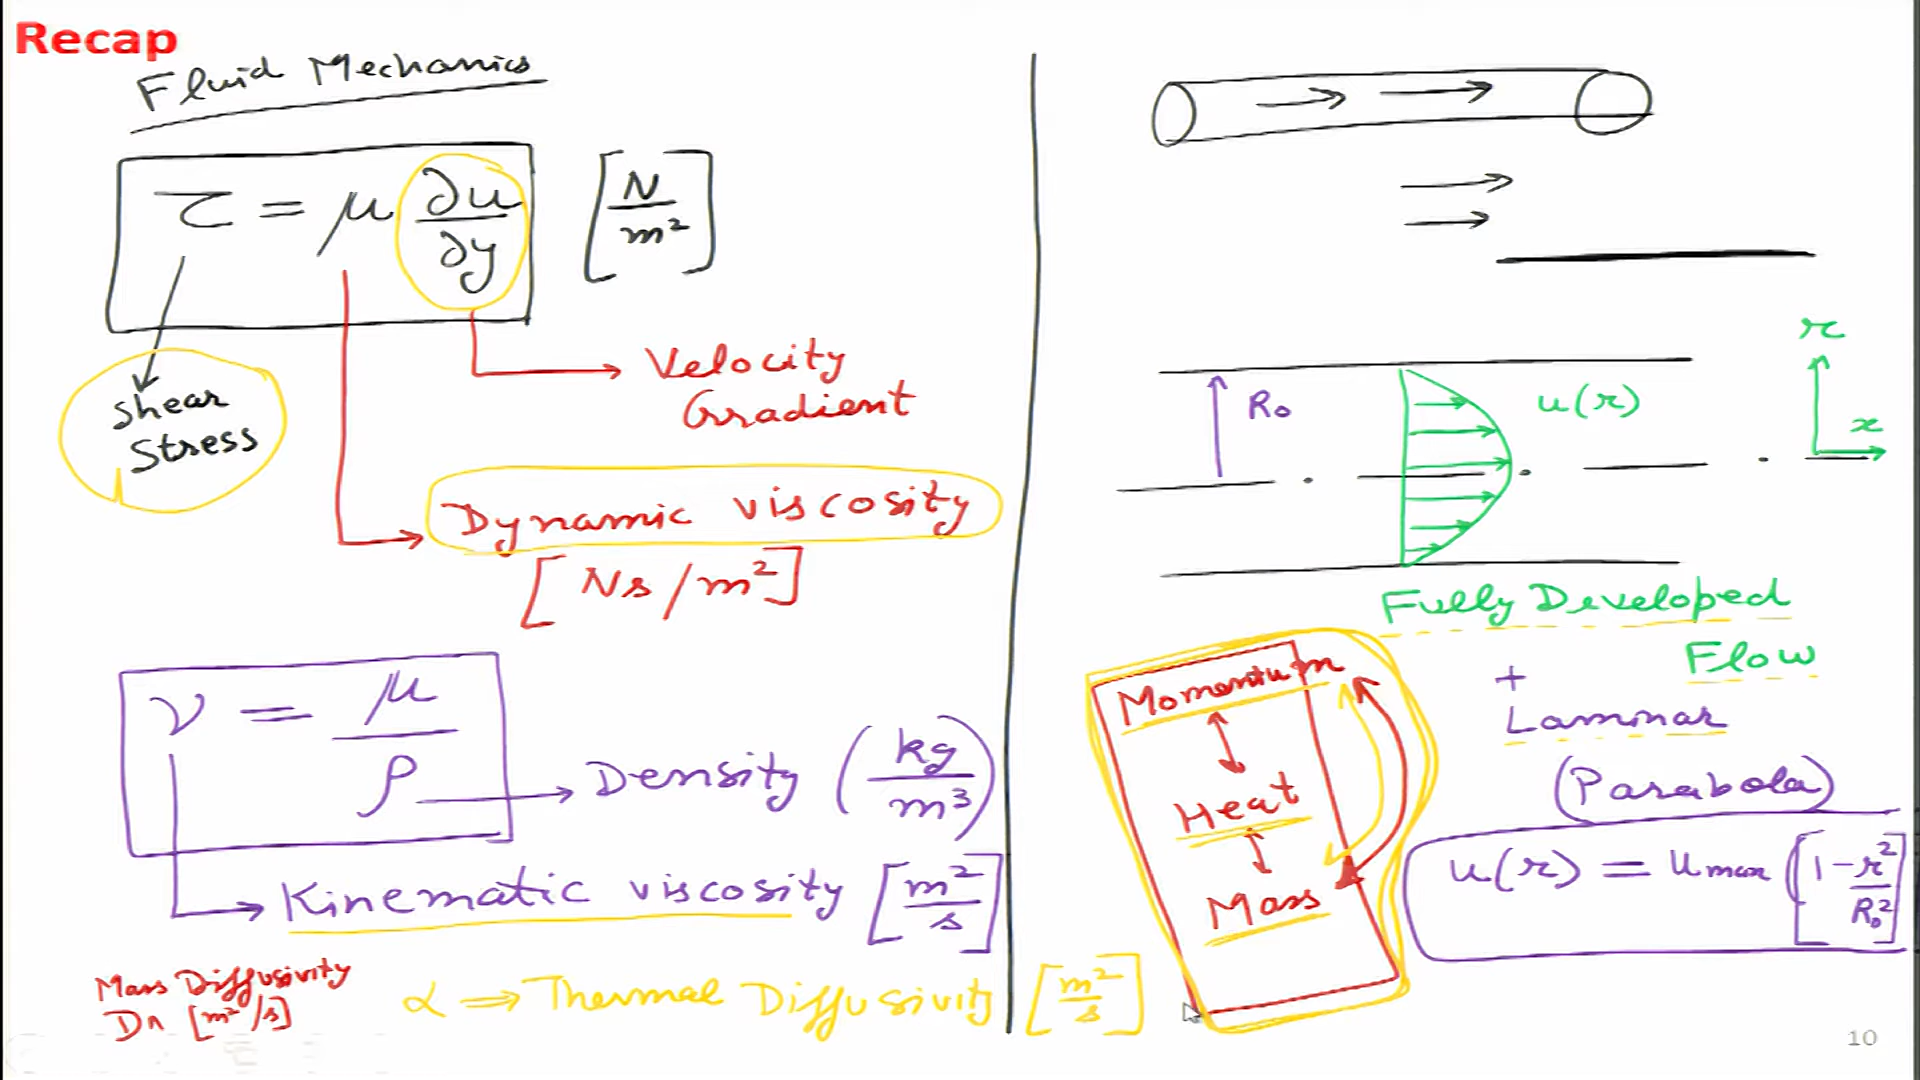 Recap
Fluid Mechanics
τ = μ ∂u/∂y [N/m²]
Shear
Stress
Velocity
Gradient
Dynamic viscosity
[Ns/m²]
ν = μ/ρ
Density (kg/m³)
Kinematic viscosity [m²/s]
Mass Diffusivity
[m²/s]
α ⇒ Thermal Diffusivity [m²/s]
r
x
R₀
u(r)
Fully Developed
Flow
+
Laminar
(Parabola)
u(r) = umax [1-r²/R₀²]
Momentum
Heat
Mass
10